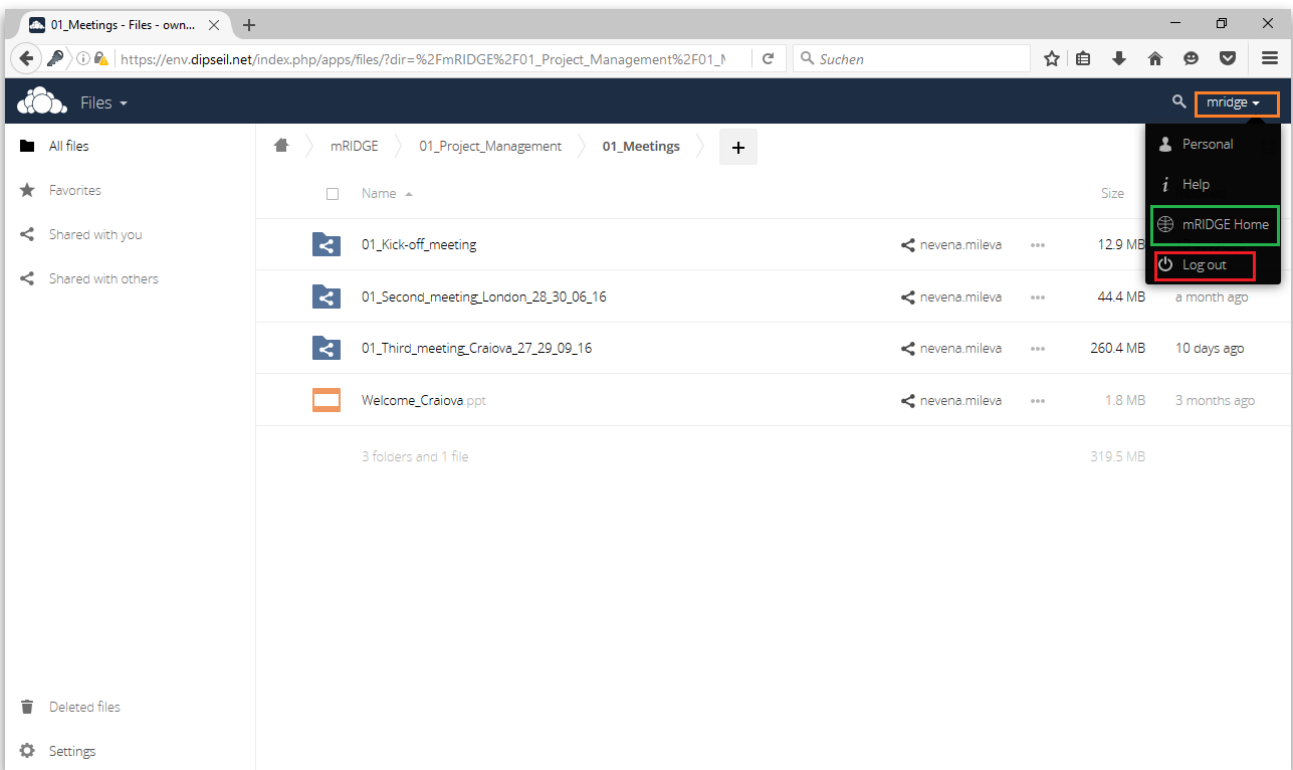 01_Meetings - Files - own...
https://env.dipseil.net/index.php/apps/files/?dir=%2FmRIDGE%2F01_Project_Management%2F01_M
Suchen
Files
mridge
All files
Favorites
Shared with you
Shared with others
mRIDGE 01_Project_Management 01_Meetings +
Personal
Help
mRIDGE Home
Log out
Name Size
01_Kick-off_meeting nevena.mileva ... 12.9 MB
01_Second_meeting_London_28_30_06_16 nevena.mileva ... 44.4 MB a month ago
01_Third_meeting_Craiova_27_29_09_16 nevena.mileva ... 260.4 MB 10 days ago
Welcome_Craiova.ppt nevena.mileva ... 1.8 MB 3 months ago
3 folders and 1 file 319.5 MB
Deleted files
Settings